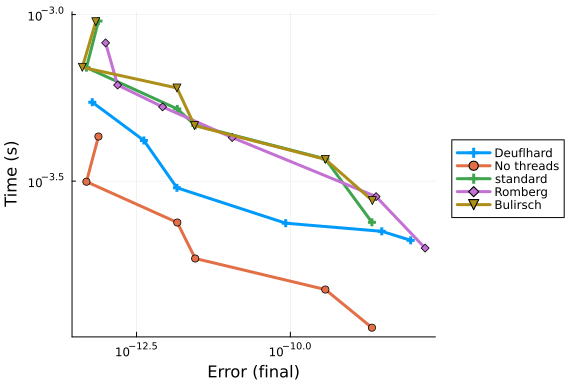 10^-3.0
10^-3.5
Time (s)
10^-12.5
10^-10.0
Error (final)
Deuflhard
No threads
standard
Romberg
Bulirsch